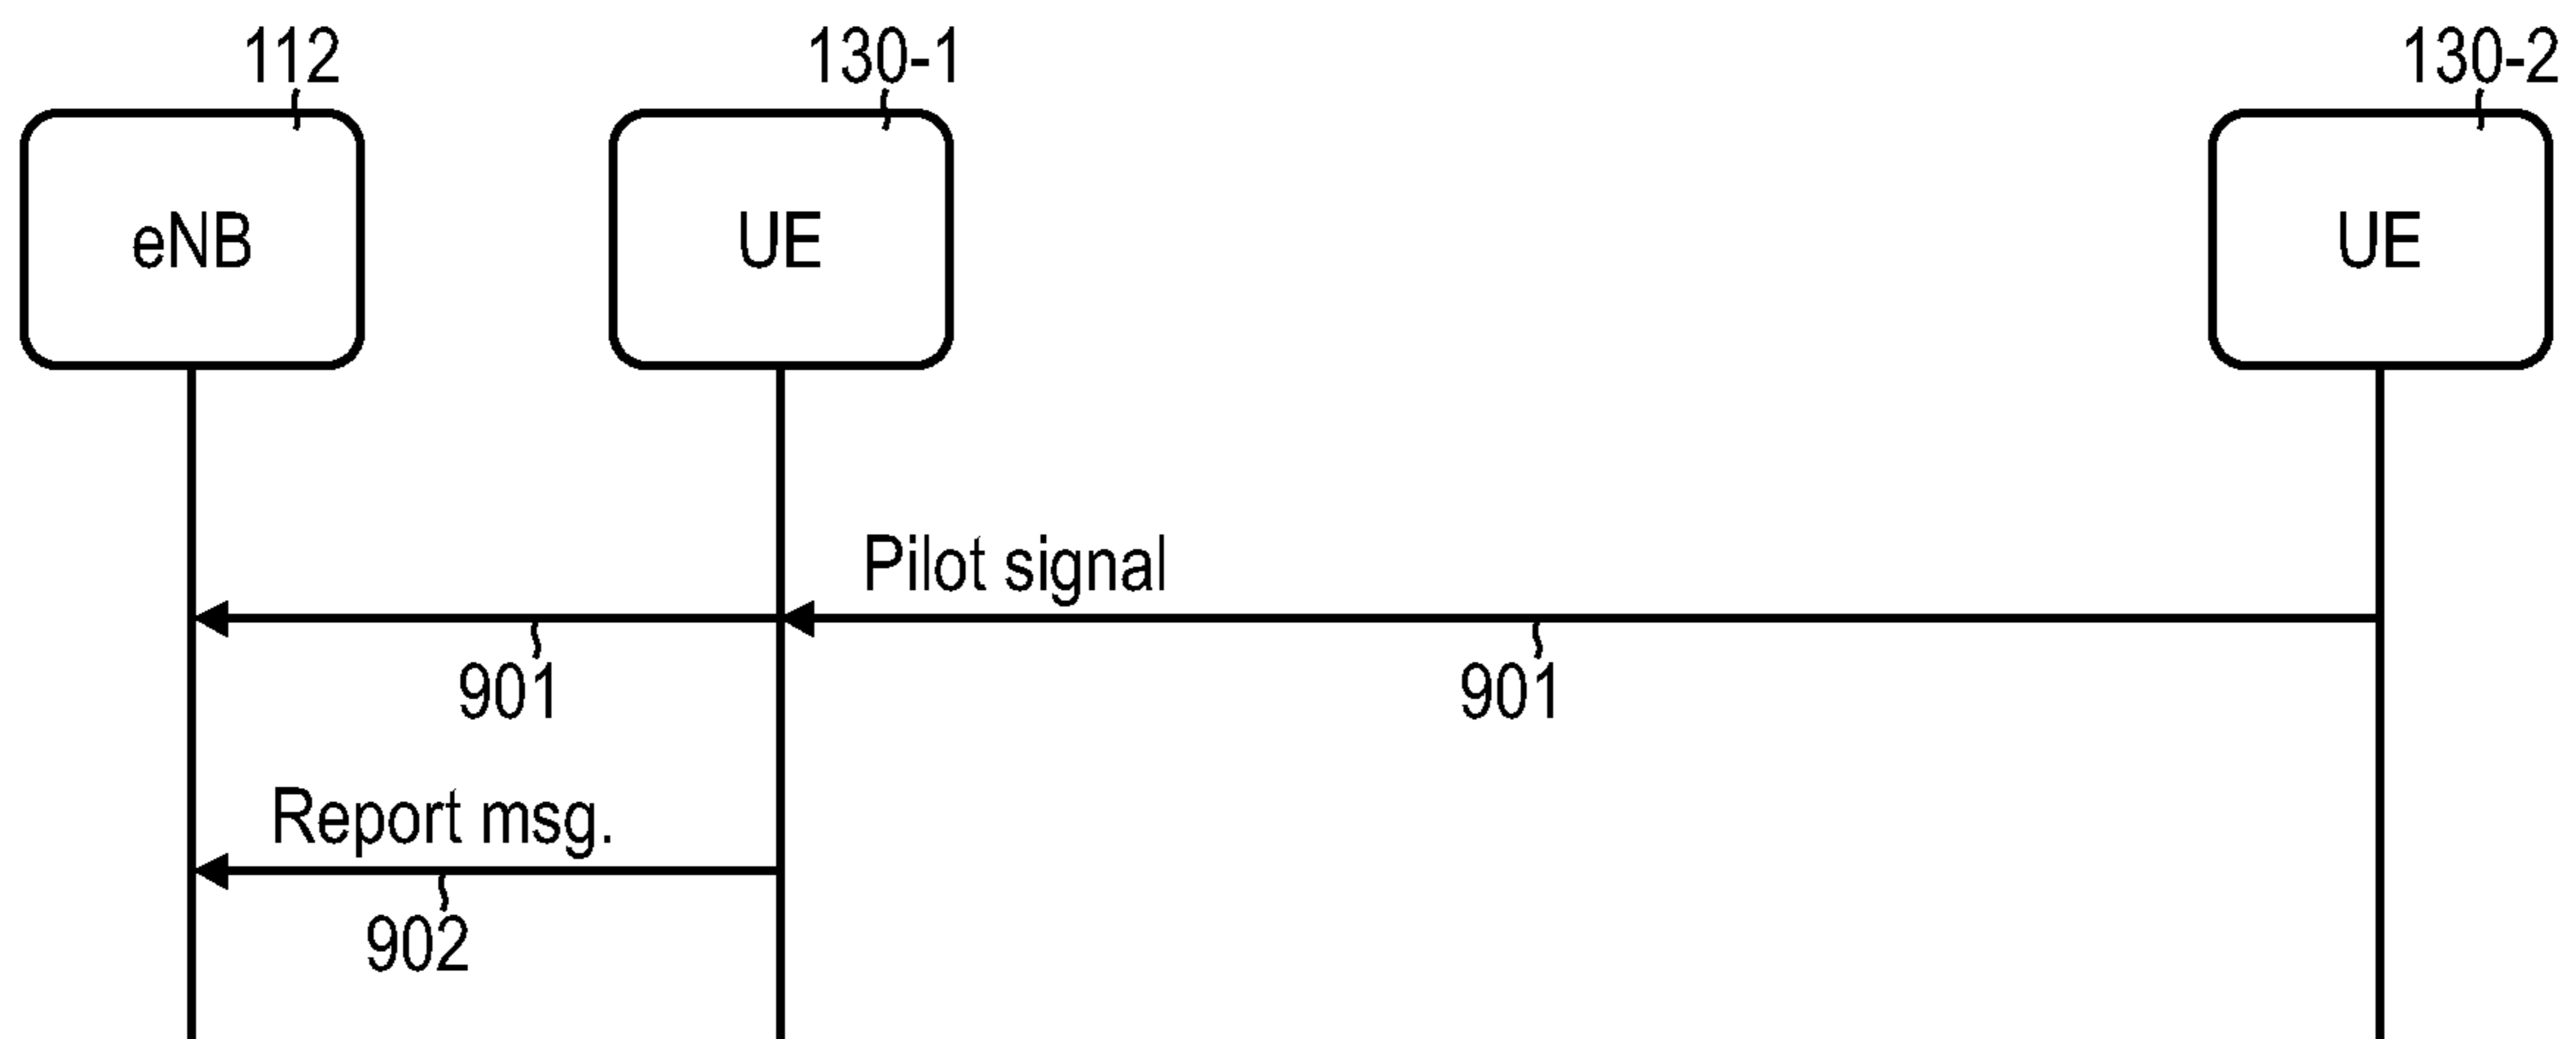 112
130-1
130-2
eNB
UE
UE
Pilot signal
901
901
Report msg.
902